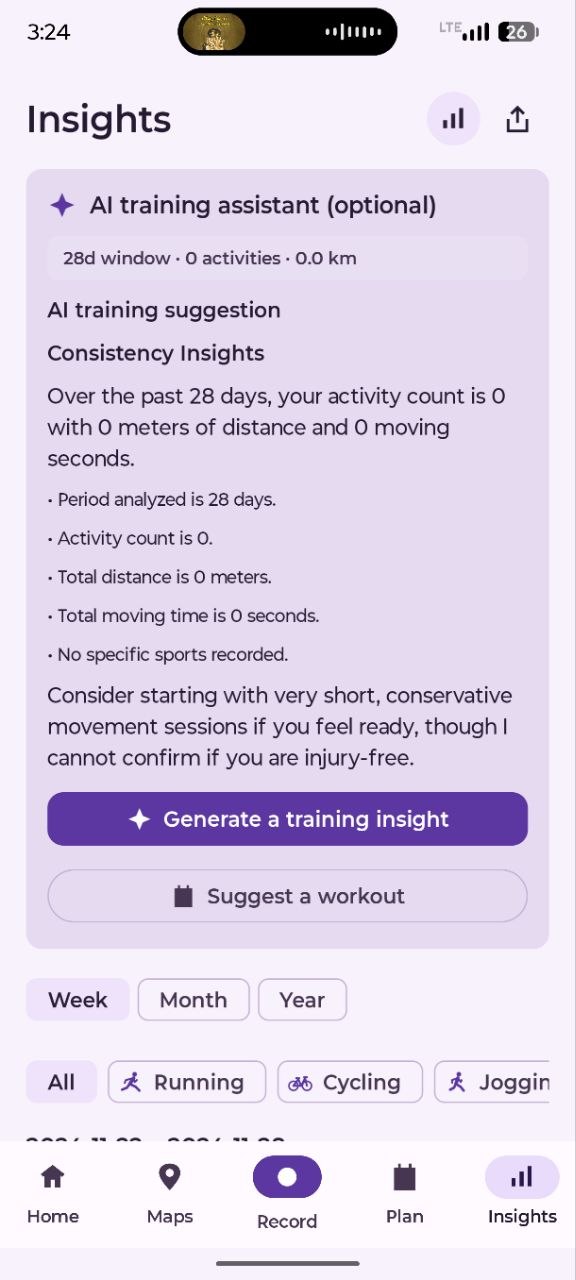 3:24
LTE
26
Insights
AI training assistant (optional)
28d window · 0 activities · 0.0 km
AI training suggestion
Consistency Insights
Over the past 28 days, your activity count is 0
with 0 meters of distance and 0 moving
seconds.
• Period analyzed is 28 days.
• Activity count is 0.
• Total distance is 0 meters.
• Total moving time is 0 seconds.
• No specific sports recorded.
Consider starting with very short, conservative
movement sessions if you feel ready, though I
cannot confirm if you are injury-free.
Generate a training insight
Suggest a workout
Week Month Year
All Running Cycling Joggin
Home Maps Record Plan Insights